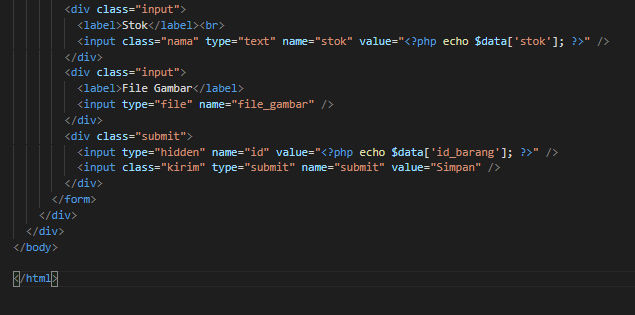 <div class="input">
<label>Stok</label><br>
<input class="nama" type="text" name="stok" value="<?php echo $data['stok']; ?>" />
</div>
<div class="input">
<label>File Gambar</label>
<input type="file" name="file_gambar" />
</div>
<div class="submit">
<input type="hidden" name="id" value="<?php echo $data['id_barang']; ?>" />
<input class="kirim" type="submit" name="submit" value="Simpan" />
</div>
</form>
</div>
</div>
</body>
</html>